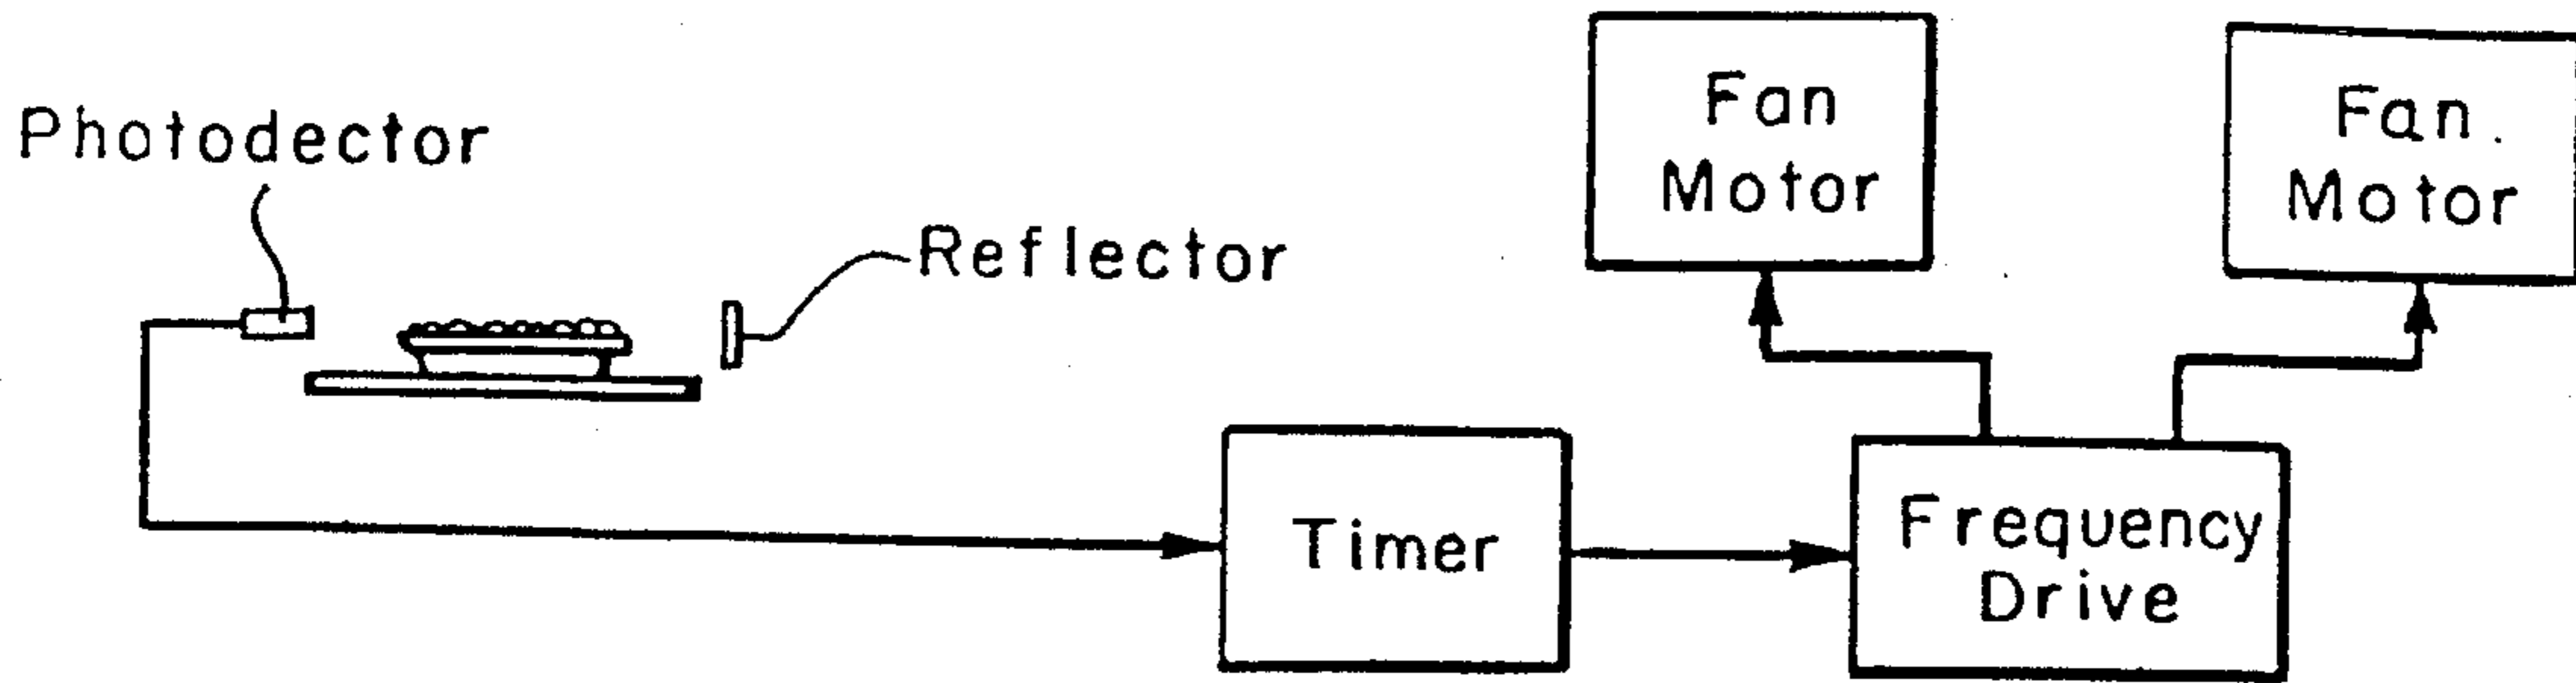 Photodector
Reflector
Fan
Motor
Fan
Motor
Timer
Frequency
Drive